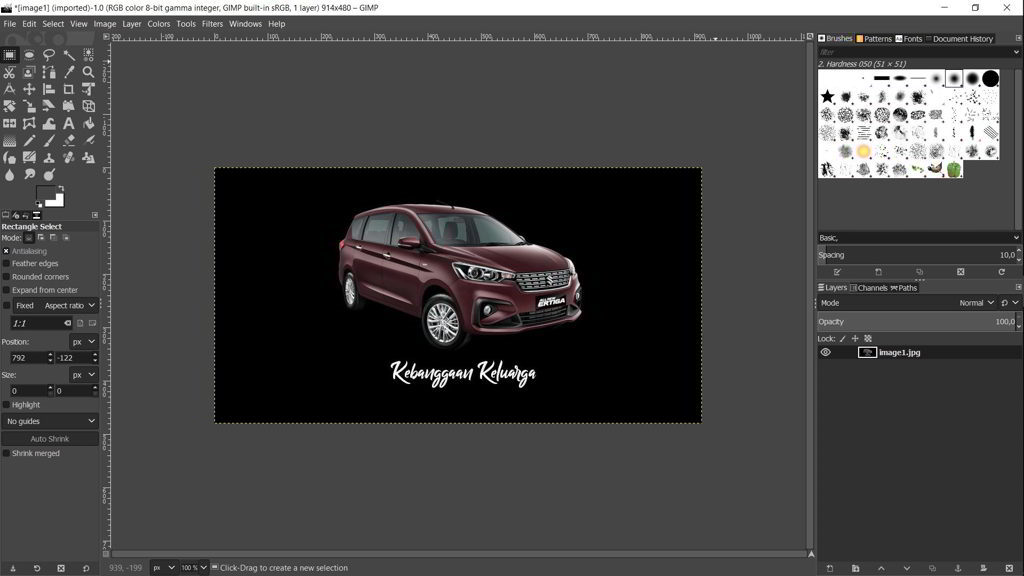 *[image1] (imported)-1.0 (RGB color 8-bit gamma integer, GIMP built-in sRGB, 1 layer) 914x480 – GIMP
File Edit Select View Image Layer Colors Tools Filters Windows Help
Brushes Patterns Fonts Document History
filter
2. Hardness 050 (51 × 51)
Rectangle Select
Mode:
Antialiasing
Feather edges
Rounded corners
Expand from center
Fixed Aspect ratio
1:1
Position: px
792 -122
Size: px
0 0
Highlight
No guides
Auto Shrink
Shrink merged
ERTIGA
Kebanggaan Keluarga
Basic,
Spacing 10,0
Layers Channels Paths
Mode Normal
Opacity 100,0
Lock:
image1.jpg
939, -199 px 100 % Click-Drag to create a new selection